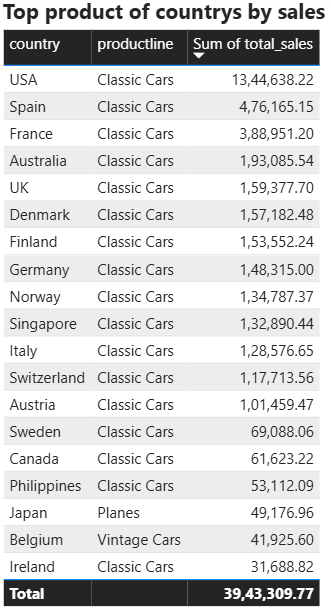 Top product of countrys by sales
country productline Sum of total_sales
USA Classic Cars 13,44,638.22
Spain Classic Cars 4,76,165.15
France Classic Cars 3,88,951.20
Australia Classic Cars 1,93,085.54
UK Classic Cars 1,59,377.70
Denmark Classic Cars 1,57,182.48
Finland Classic Cars 1,53,552.24
Germany Classic Cars 1,48,315.00
Norway Classic Cars 1,34,787.37
Singapore Classic Cars 1,32,890.44
Italy Classic Cars 1,28,576.65
Switzerland Classic Cars 1,17,713.56
Austria Classic Cars 1,01,459.47
Sweden Classic Cars 69,088.06
Canada Classic Cars 61,623.22
Philippines Classic Cars 53,112.09
Japan Planes 49,176.96
Belgium Vintage Cars 41,925.60
Ireland Classic Cars 31,688.82
Total 39,43,309.77